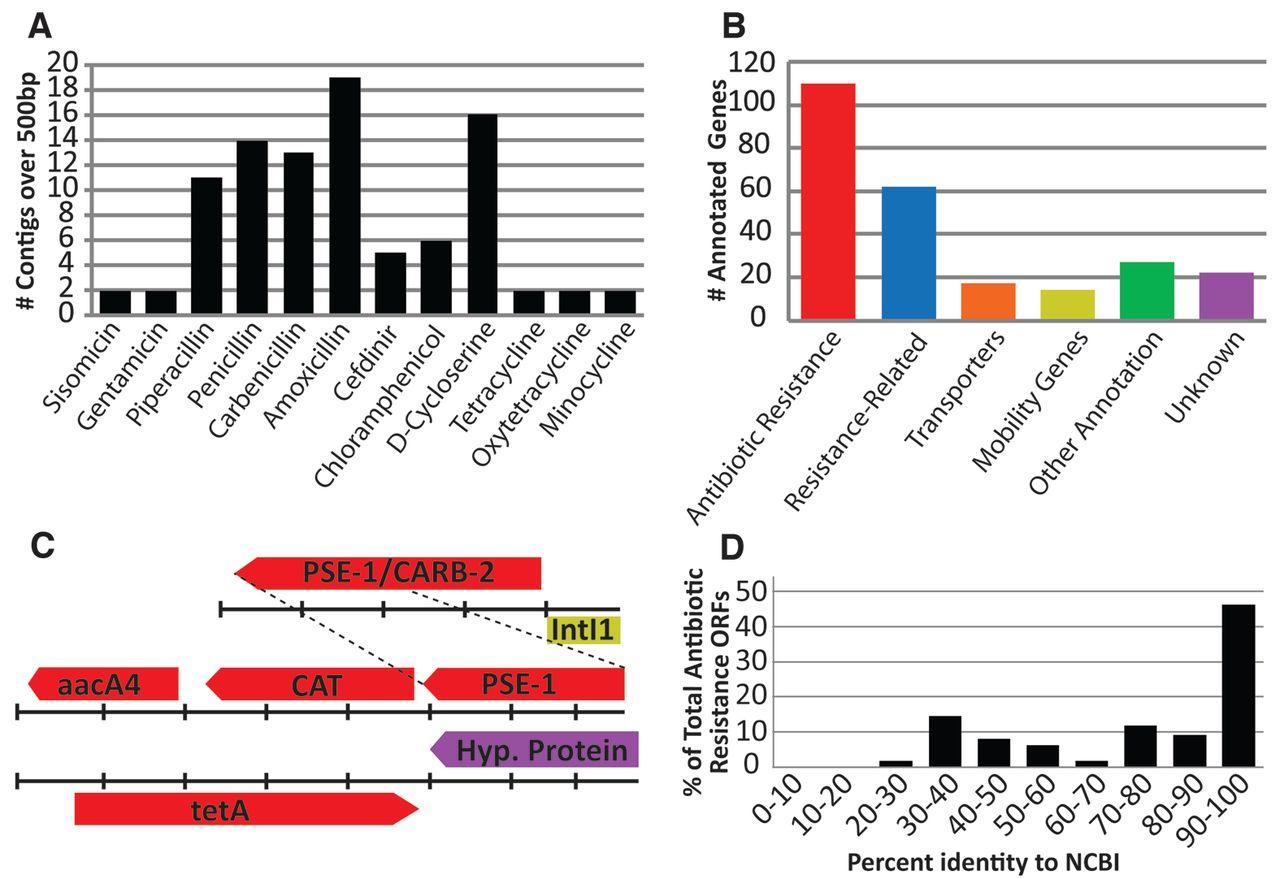 A
# Contigs over 500bp
20
18
16
14
12
10
8
6
4
2
0
Sisomicin
Gentamicin
Piperacillin
Penicillin
Carbenicillin
Amoxicillin
Cefdinir
Chloramphenicol
D-Cycloserine
Tetracycline
Oxytetracycline
Minocycline
B
# Annotated Genes
120
100
80
60
40
20
0
Antibiotic Resistance
Resistance-Related
Transporters
Mobility Genes
Other Annotation
Unknown
C
PSE-1/CARB-2
IntI1
aacA4
CAT
PSE-1
Hyp. Protein
tetA
D
% of Total Antibiotic
Resistance ORFs
50
40
30
20
10
0
0-10
10-20
20-30
30-40
40-50
50-60
60-70
70-80
80-90
90-100
Percent identity to NCBI